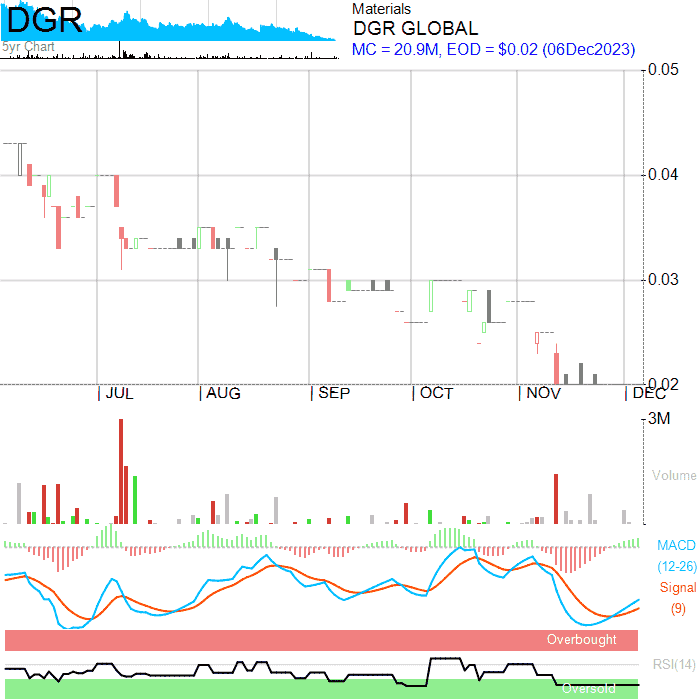 DGR
5yr Chart
Materials
DGR GLOBAL
MC = 20.9M, EOD = $0.02 (06Dec2023)
0.05
0.04
0.03
0.02
JUL AUG SEP OCT NOV DEC
3M
Volume
MACD
(12-26)
Signal
(9)
Overbought
RSI(14)
Oversold